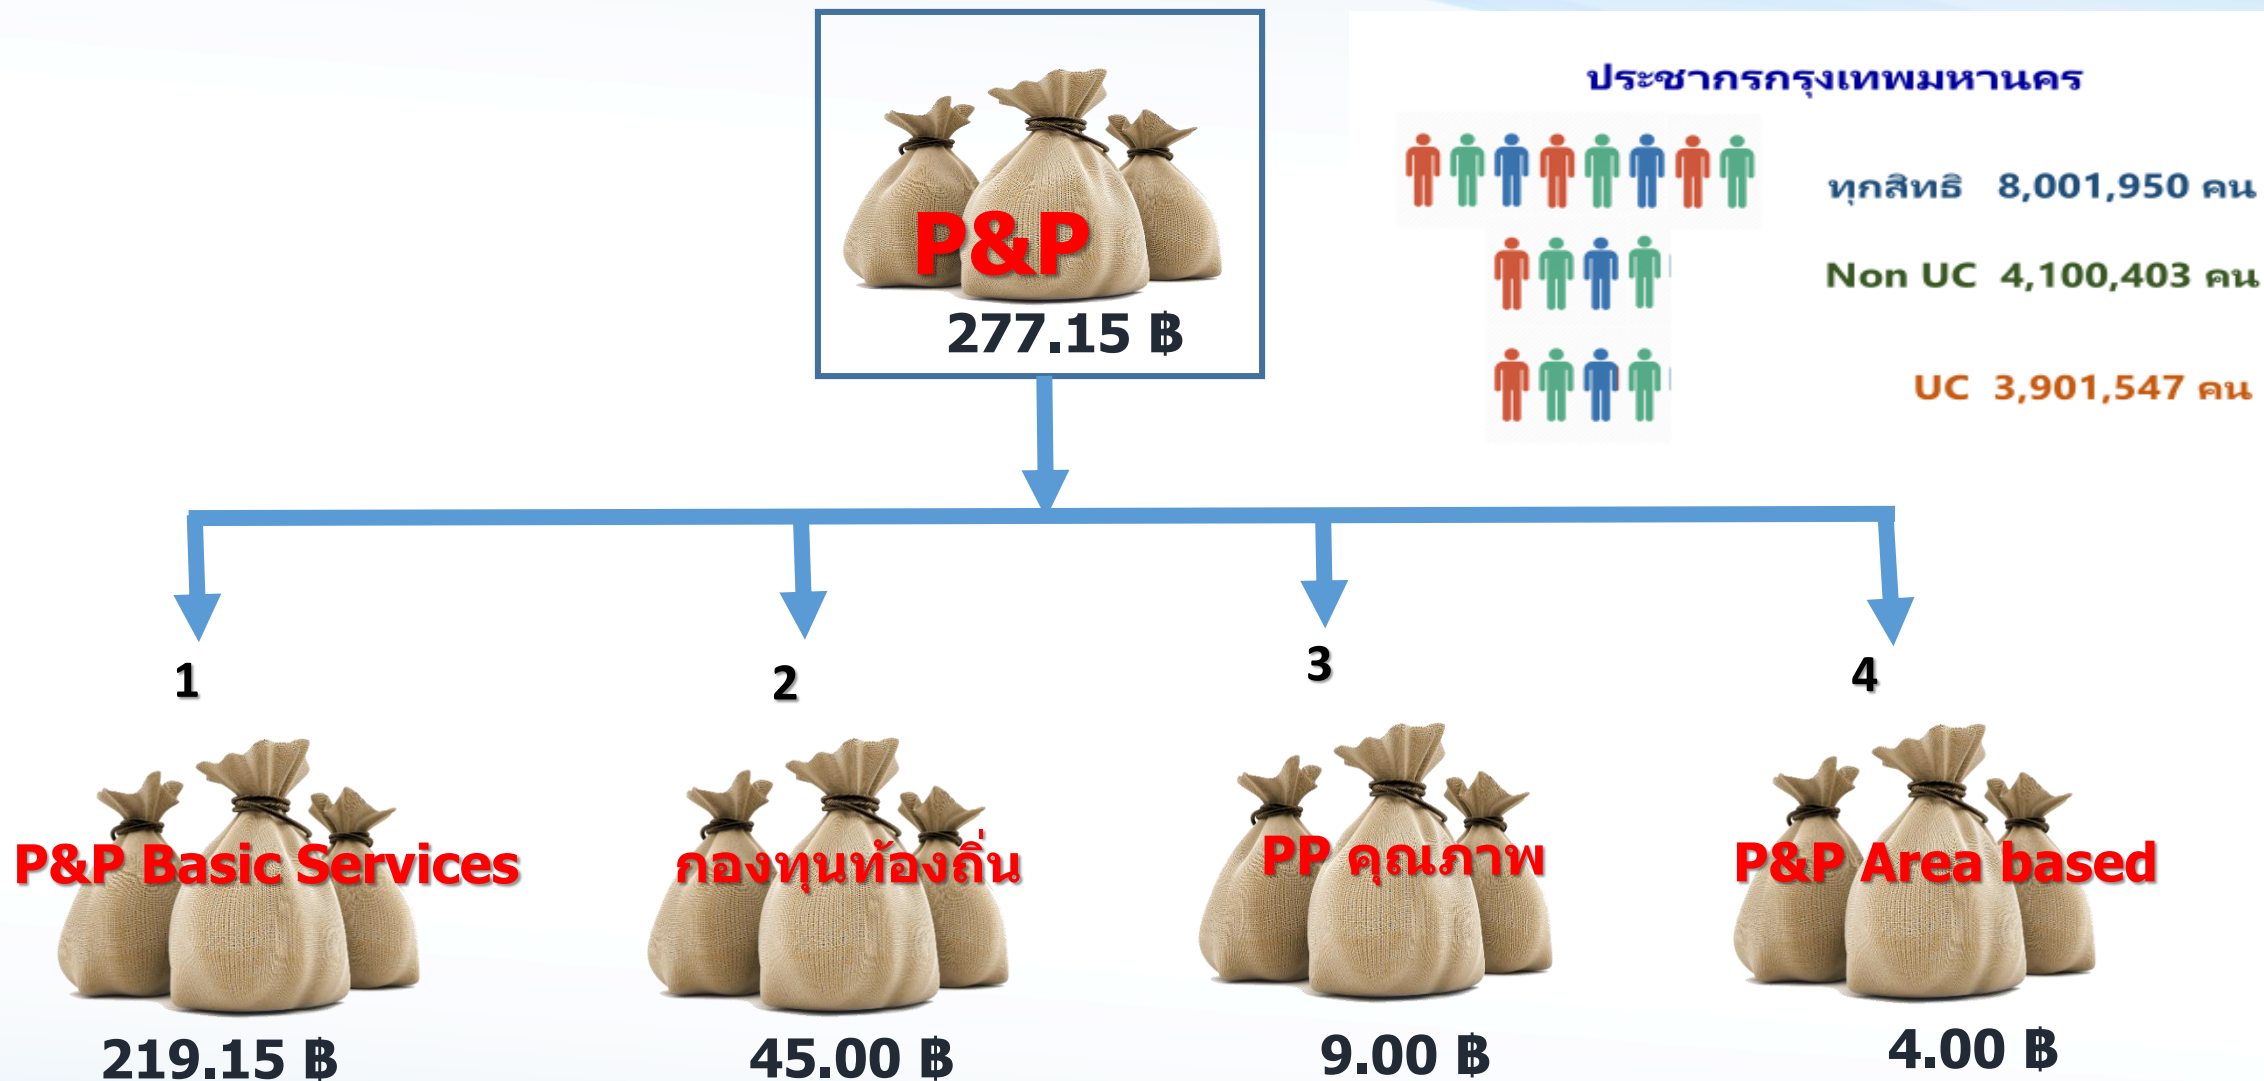 P&P
277.15 ฿
ประชากรกรุงเทพมหานคร
ทุกสิทธิ 8,001,950 คน
Non UC 4,100,403 คน
UC 3,901,547 คน
1
2
3
4
P&P Basic Services
กองทุนท้องถิ่น
PP คุณภาพ
P&P Area based
219.15 ฿
45.00 ฿
9.00 ฿
4.00 ฿